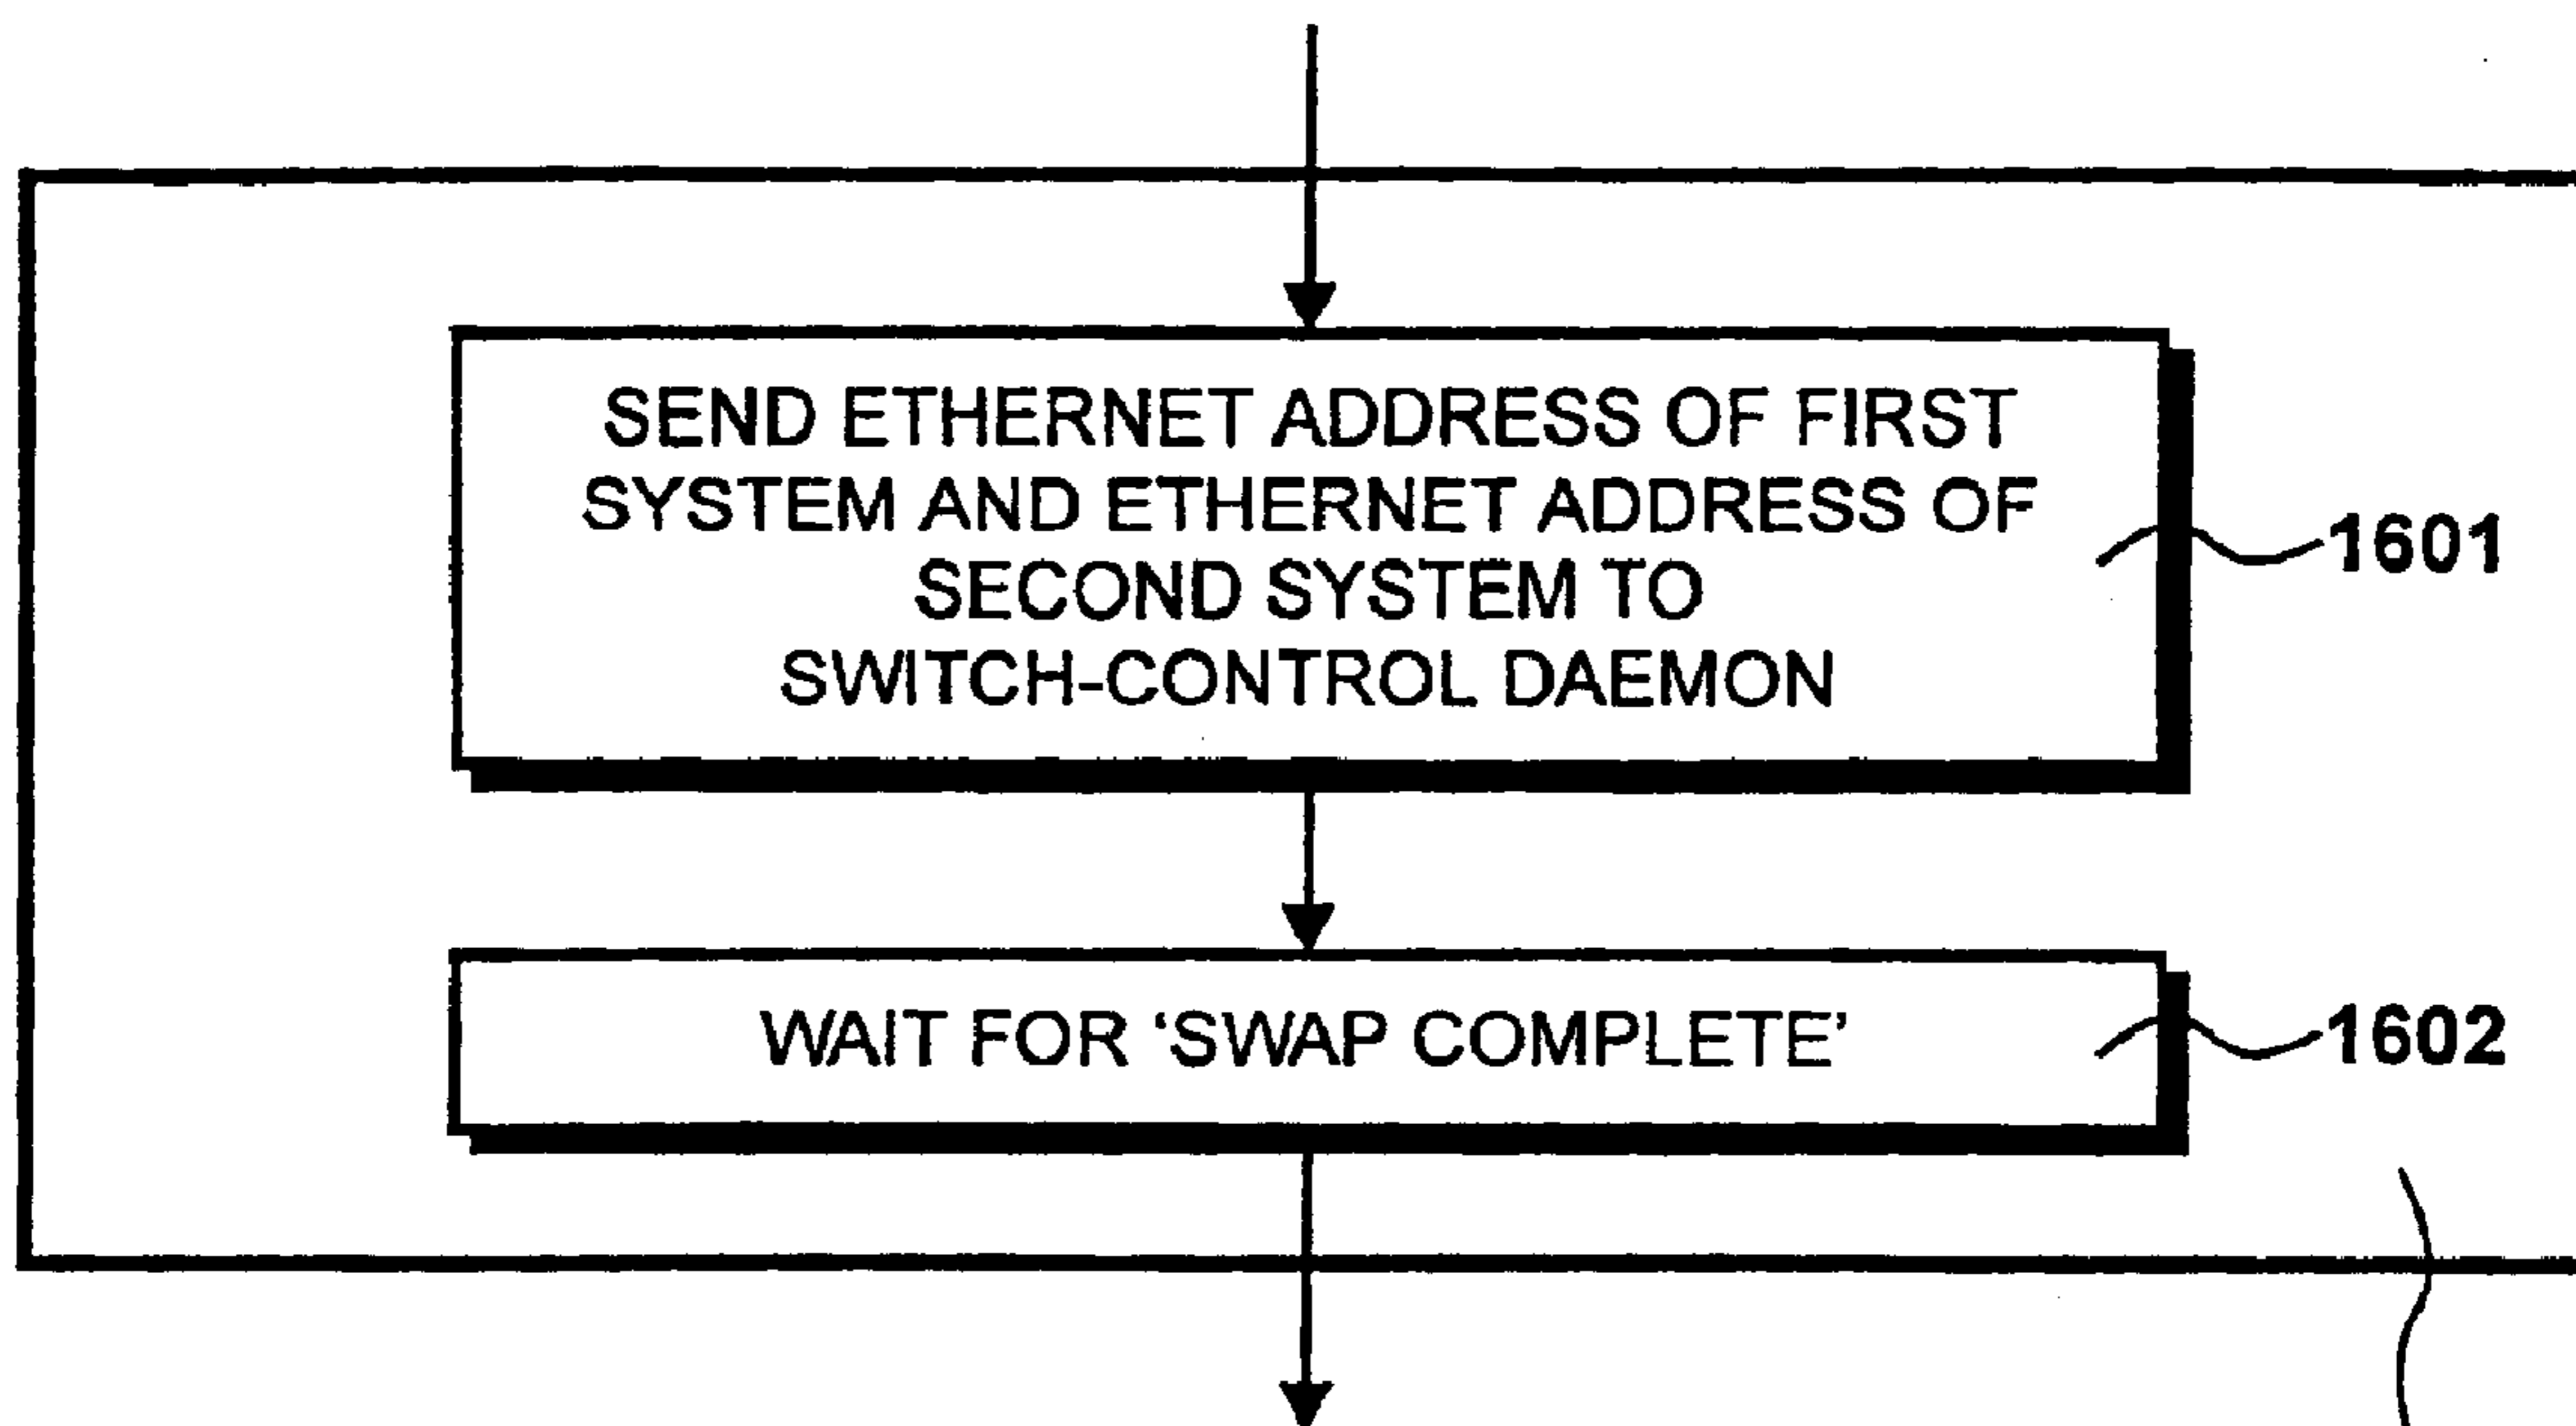 SEND ETHERNET ADDRESS OF FIRST
SYSTEM AND ETHERNET ADDRESS OF
SECOND SYSTEM TO
SWITCH-CONTROL DAEMON
1601
WAIT FOR ‘SWAP COMPLETE’
1602